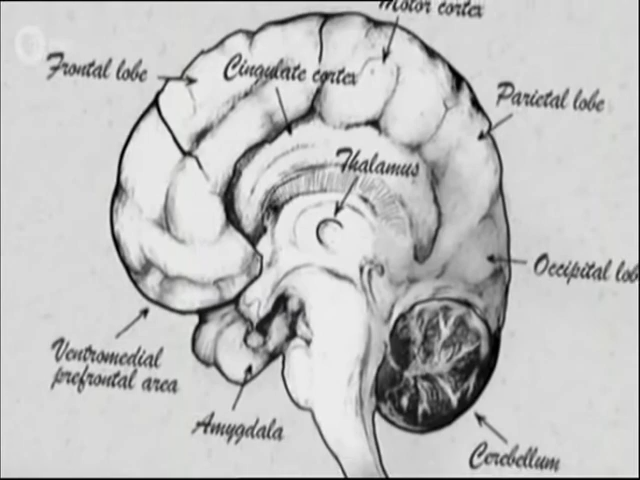 Motor cortex
Frontal lobe
Cingulate cortex
Parietal lobe
Thalamus
Occipital lob
Ventromedial
prefrontal area
Amygdala
Cerebellum